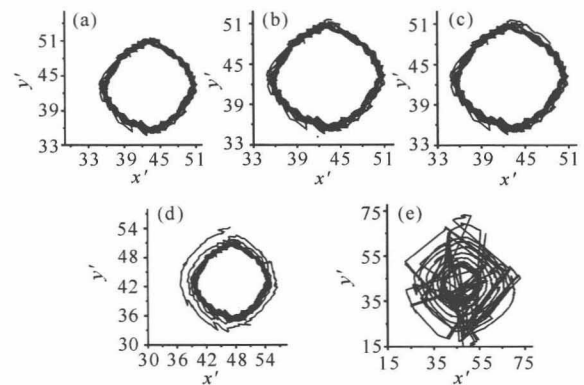 (a) (b) (c)
51 51 51
45 45 45
y' y' y'
39 39 39
33 33 33
33 39 45 51 33 39 45 51 33 39 45 51
x' x' x'
(d) (e)
54 75
48 55
y' 42 y' 35
36 15
30
30 36 42 48 54 15 35 55 75
x' x'